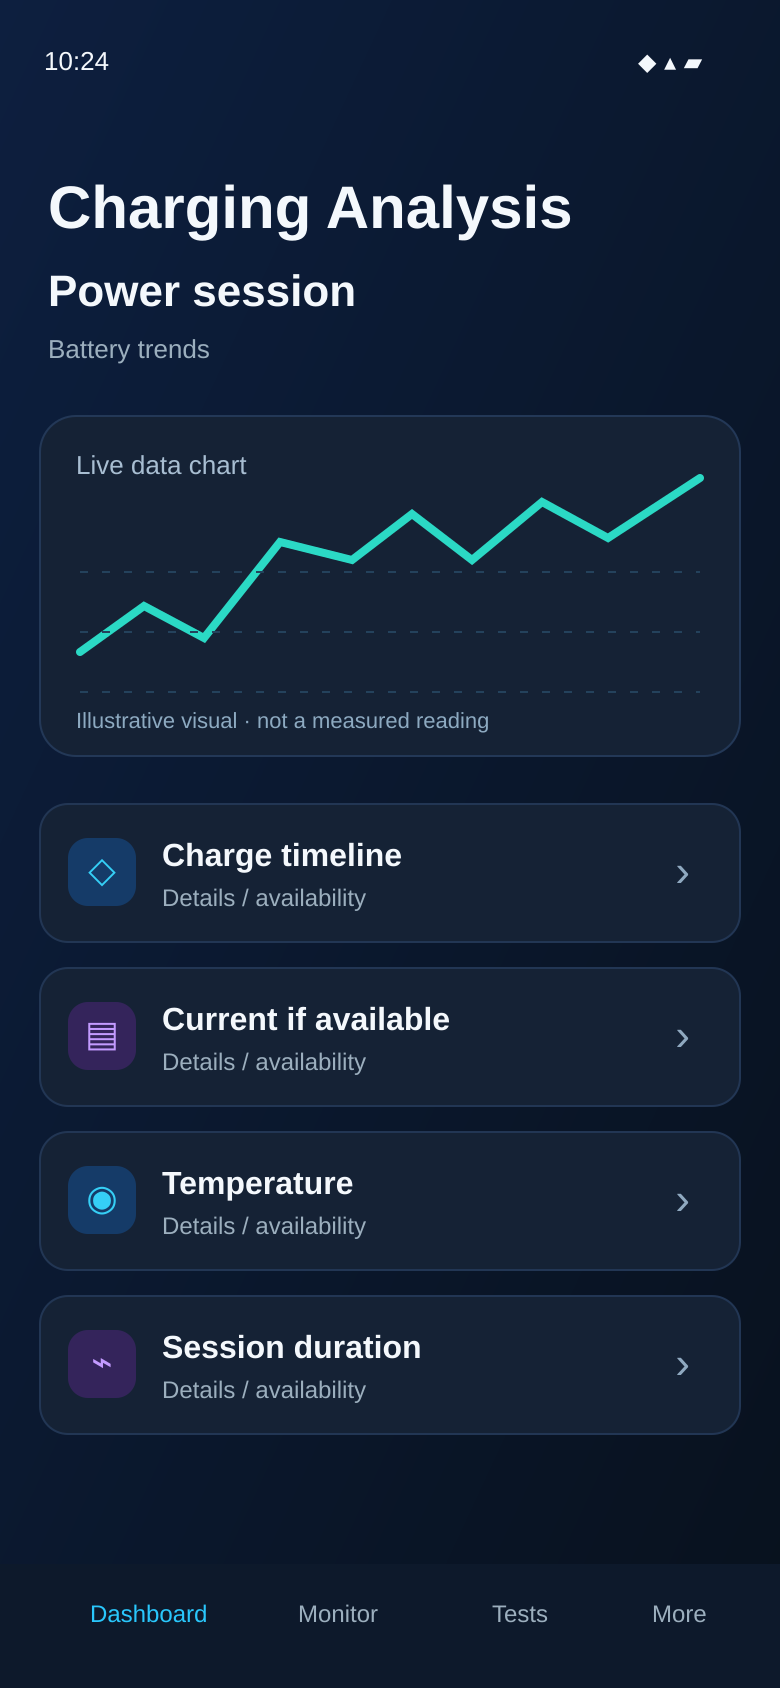 10:24
Charging Analysis
Power session
Battery trends
Live data chart
Illustrative visual · not a measured reading
Charge timeline
Details / availability
Current if available
Details / availability
Temperature
Details / availability
Session duration
Details / availability
Dashboard Monitor Tests More